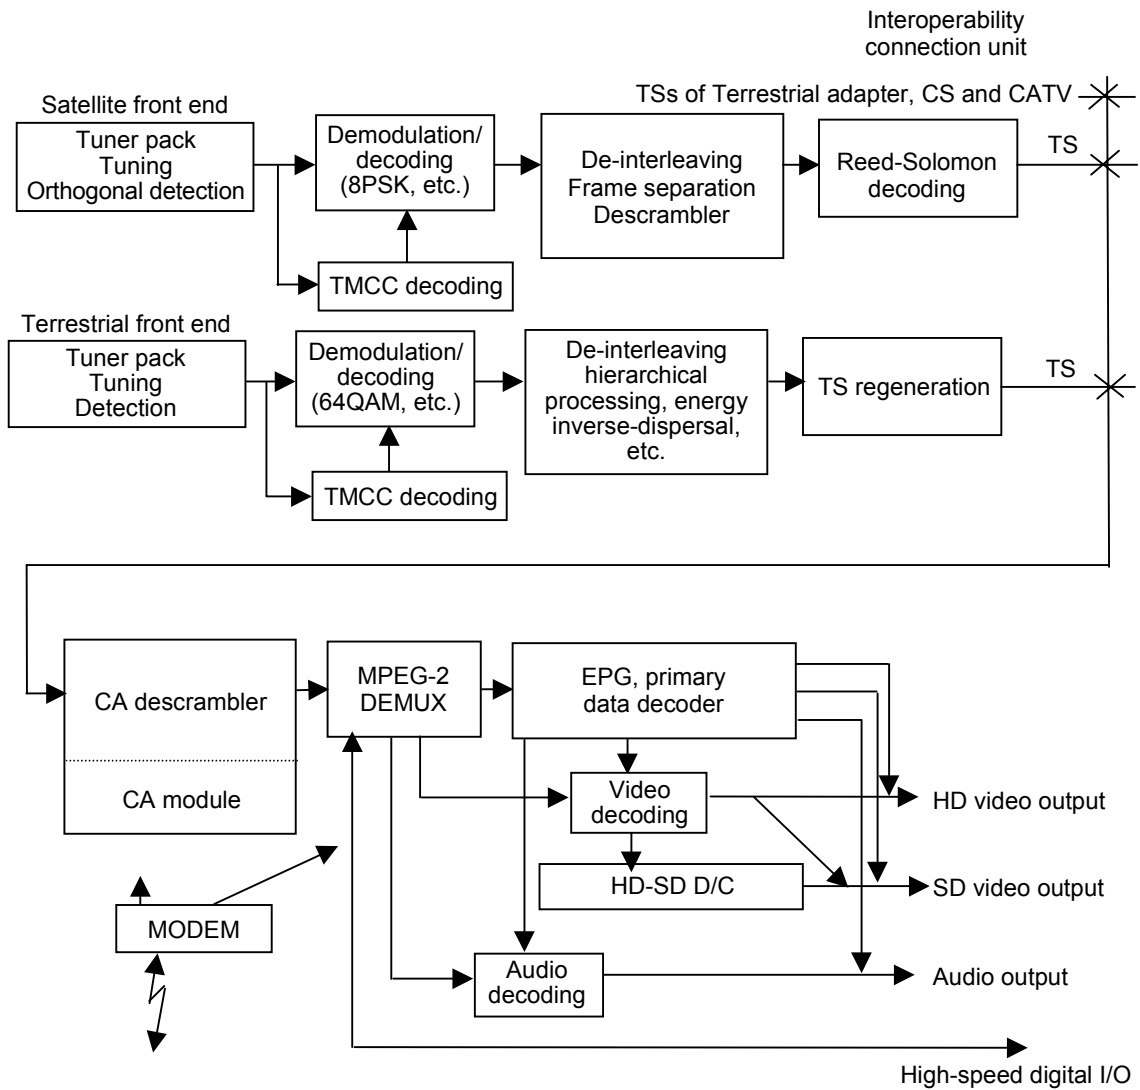 Interoperability
connection unit
TSs of Terrestrial adapter, CS and CATV
Satellite front end
Tuner pack
Tuning
Orthogonal detection
Demodulation/
decoding
(8PSK, etc.)
De-interleaving
Frame separation
Descrambler
Reed-Solomon
decoding
TS
TMCC decoding
Terrestrial front end
Tuner pack
Tuning
Detection
Demodulation/
decoding
(64QAM, etc.)
De-interleaving
hierarchical
processing, energy
inverse-dispersal,
etc.
TS regeneration
TS
TMCC decoding
CA descrambler
CA module
MPEG-2
DEMUX
EPG, primary
data decoder
Video
decoding
HD video output
HD-SD D/C
SD video output
MODEM
Audio
decoding
Audio output
High-speed digital I/O